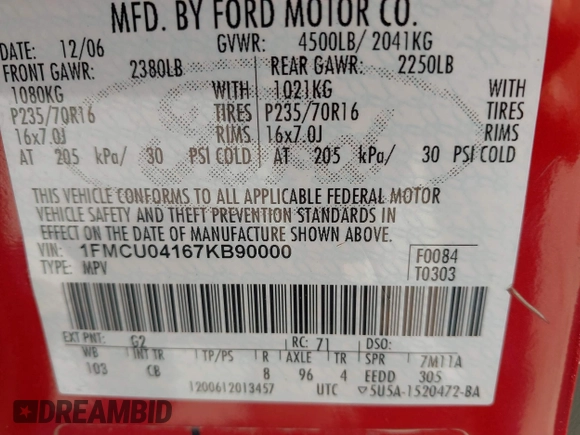 MFD. BY FORD MOTOR CO.
DATE: 12/06 GVWR: 4500LB/ 2041KG
FRONT GAWR: 2380LB REAR GAWR: 2250LB
1080KG WITH 1021KG WITH
P235/70R16 TIRES P235/70R16 TIRES
16x7.0J RIMS 16x7.0J RIMS
AT 205 kPa/ 30 PSI COLD AT 205 kPa/ 30 PSI COLD
Ford
THIS VEHICLE CONFORMS TO ALL APPLICABLE FEDERAL MOTOR
VEHICLE SAFETY AND THEFT PREVENTION STANDARDS IN
EFFECT ON THE DATE OF MANUFACTURE SHOWN ABOVE.
VIN: 1FMCU04167KB90000 F0084
TYPE: MPV T0303
EXT PNT: G2 RC: 71 DSO:
WB INT TR TP/PS R AXLE TR SPR 7M11A
103 CB 8 96 4 EEDD 305
1200612013457 UTC ▽5U5A-1520472-BA
DREAMBID